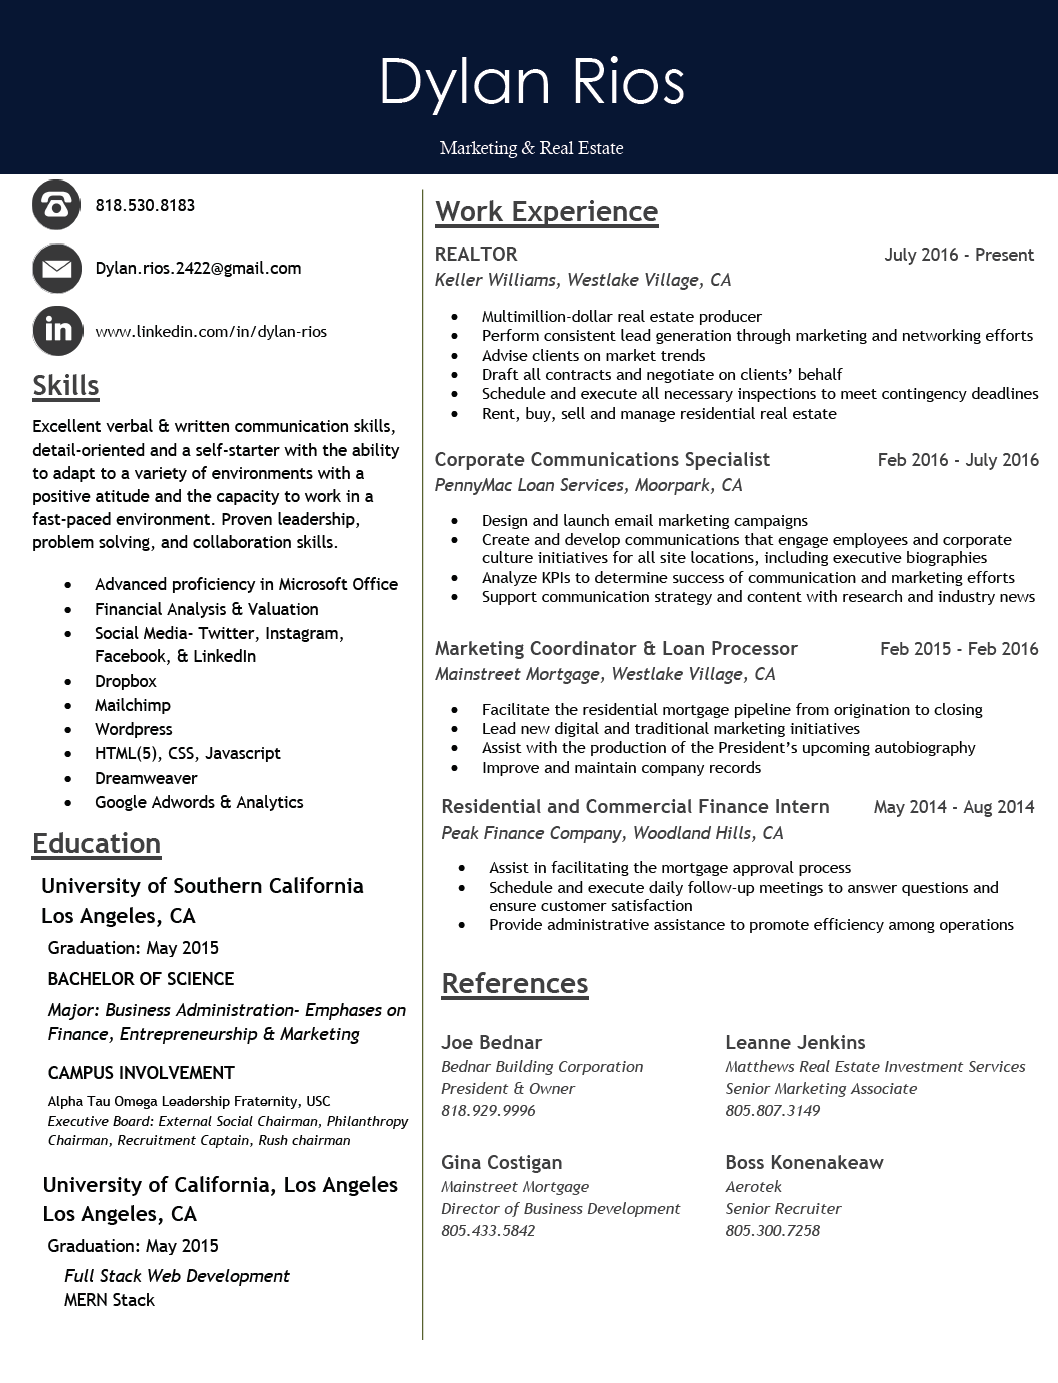 Dylan Rios
Marketing & Real Estate
818.530.8183
Dylan.rios.2422@gmail.com
in www.linkedin.com/in/dylan-rios
Skills
Excellent verbal & written communication skills,
detail-oriented and a self-starter with the ability
to adapt to a variety of environments with a
positive atitude and the capacity to work in a
fast-paced environment. Proven leadership,
problem solving, and collaboration skills.
• Advanced proficiency in Microsoft Office
• Financial Analysis & Valuation
• Social Media- Twitter, Instagram,
Facebook, & LinkedIn
• Dropbox
• Mailchimp
• Wordpress
• HTML(5), CSS, Javascript
• Dreamweaver
• Google Adwords & Analytics
Education
University of Southern California
Los Angeles, CA
Graduation: May 2015
BACHELOR OF SCIENCE
Major: Business Administration- Emphases on
Finance, Entrepreneurship & Marketing
CAMPUS INVOLVEMENT
Alpha Tau Omega Leadership Fraternity, USC
Executive Board: External Social Chairman, Philanthropy
Chairman, Recruitment Captain, Rush chairman
University of California, Los Angeles
Los Angeles, CA
Graduation: May 2015
Full Stack Web Development
MERN Stack
Work Experience
REALTOR July 2016 - Present
Keller Williams, Westlake Village, CA
• Multimillion-dollar real estate producer
• Perform consistent lead generation through marketing and networking efforts
• Advise clients on market trends
• Draft all contracts and negotiate on clients’ behalf
• Schedule and execute all necessary inspections to meet contingency deadlines
• Rent, buy, sell and manage residential real estate
Corporate Communications Specialist Feb 2016 - July 2016
PennyMac Loan Services, Moorpark, CA
• Design and launch email marketing campaigns
• Create and develop communications that engage employees and corporate
culture initiatives for all site locations, including executive biographies
• Analyze KPIs to determine success of communication and marketing efforts
• Support communication strategy and content with research and industry news
Marketing Coordinator & Loan Processor Feb 2015 - Feb 2016
Mainstreet Mortgage, Westlake Village, CA
• Facilitate the residential mortgage pipeline from origination to closing
• Lead new digital and traditional marketing initiatives
• Assist with the production of the President’s upcoming autobiography
• Improve and maintain company records
Residential and Commercial Finance Intern May 2014 - Aug 2014
Peak Finance Company, Woodland Hills, CA
• Assist in facilitating the mortgage approval process
• Schedule and execute daily follow-up meetings to answer questions and
ensure customer satisfaction
• Provide administrative assistance to promote efficiency among operations
References
Joe Bednar
Bednar Building Corporation
President & Owner
818.929.9996
Leanne Jenkins
Matthews Real Estate Investment Services
Senior Marketing Associate
805.807.3149
Gina Costigan
Mainstreet Mortgage
Director of Business Development
805.433.5842
Boss Konenakeaw
Aerotek
Senior Recruiter
805.300.7258